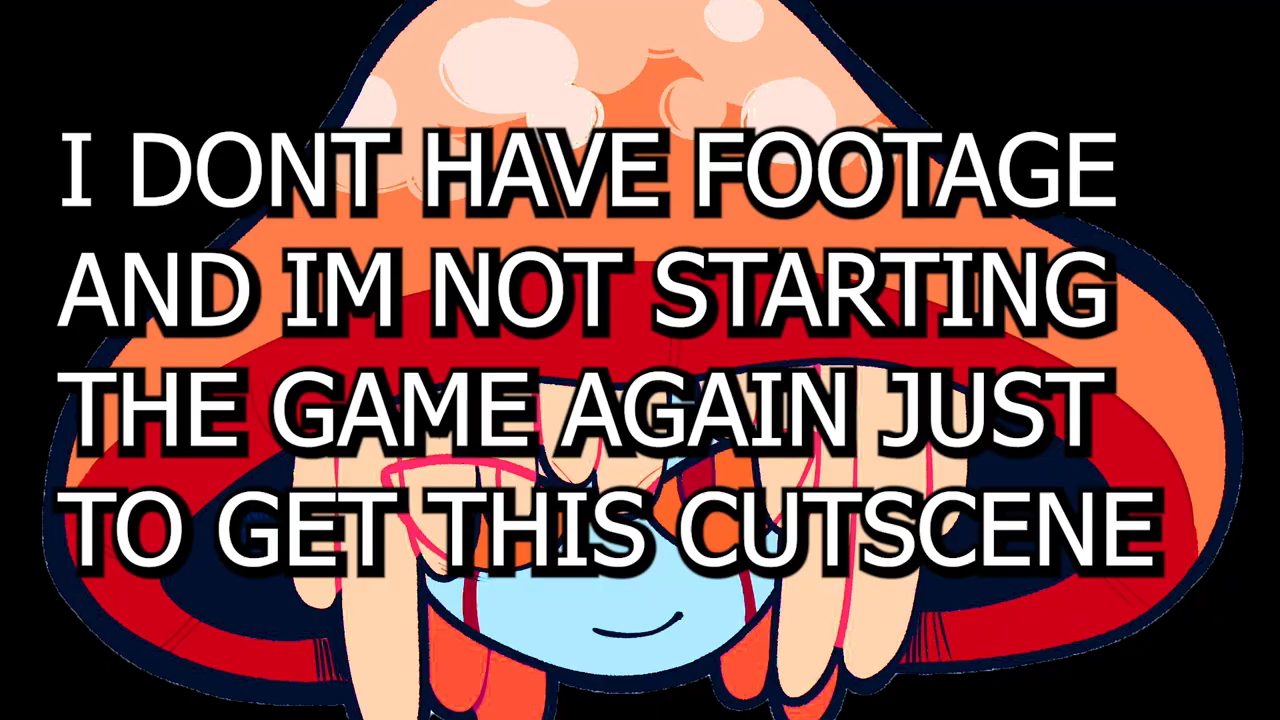 I DONT HAVE FOOTAGE
AND IM NOT STARTING
THE GAME AGAIN JUST
TO GET THIS CUTSCENE